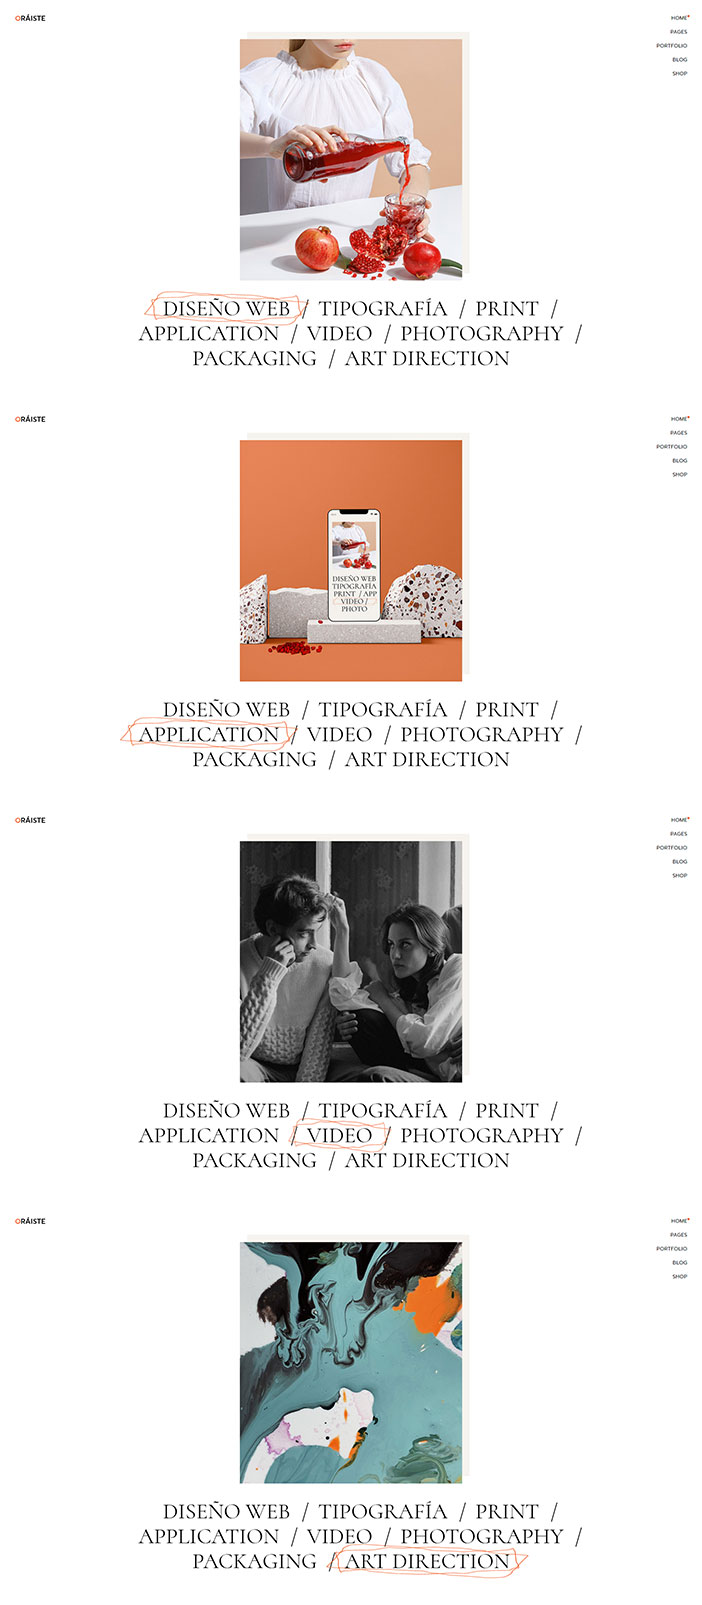 ORÁISTE
HOME
PAGES
PORTFOLIO
BLOG
SHOP
DISEÑO WEB / TIPOGRAFÍA / PRINT /
APPLICATION / VIDEO / PHOTOGRAPHY /
PACKAGING / ART DIRECTION
ORÁISTE
HOME
PAGES
PORTFOLIO
BLOG
SHOP
DISEÑO WEB
TIPOGRAFÍA
PRINT / APP
VIDEO /
PHOTO
DISEÑO WEB / TIPOGRAFÍA / PRINT /
APPLICATION / VIDEO / PHOTOGRAPHY /
PACKAGING / ART DIRECTION
ORÁISTE
HOME
PAGES
PORTFOLIO
BLOG
SHOP
DISEÑO WEB / TIPOGRAFÍA / PRINT /
APPLICATION / VIDEO / PHOTOGRAPHY /
PACKAGING / ART DIRECTION
ORÁISTE
HOME
PAGES
PORTFOLIO
BLOG
SHOP
DISEÑO WEB / TIPOGRAFÍA / PRINT /
APPLICATION / VIDEO / PHOTOGRAPHY /
PACKAGING / ART DIRECTION